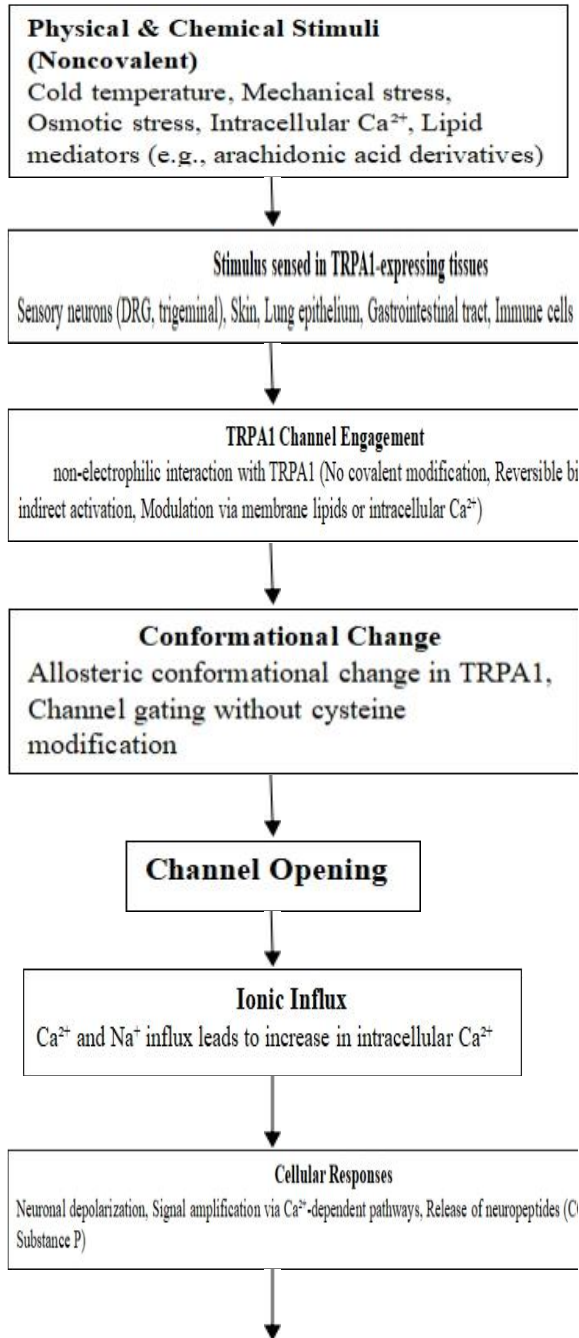 Physical & Chemical Stimuli
(Noncovalent)
Cold temperature, Mechanical stress,
Osmotic stress, Intracellular Ca²⁺, Lipid
mediators (e.g., arachidonic acid derivatives)
Stimulus sensed in TRPA1-expressing tissues
Sensory neurons (DRG, trigeminal), Skin, Lung epithelium, Gastrointestinal tract, Immune cells
TRPA1 Channel Engagement
non-electrophilic interaction with TRPA1 (No covalent modification, Reversible
indirect activation, Modulation via membrane lipids or intracellular Ca²⁺)
Conformational Change
Allosteric conformational change in TRPA1,
Channel gating without cysteine
modification
Channel Opening
Ionic Influx
Ca²⁺ and Na⁺ influx leads to increase in intracellular Ca²⁺
Cellular Responses
Neuronal depolarization, Signal amplification via Ca²⁺-dependent pathways, Release of neuropeptides
Substance P)